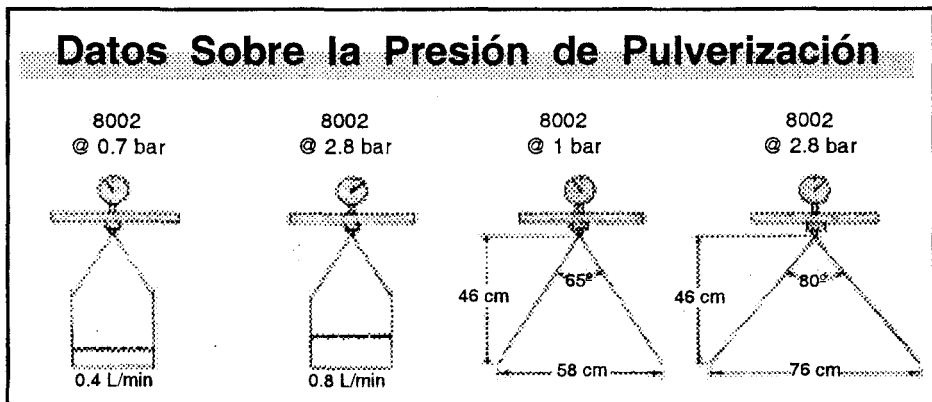 Datos Sobre la Presión de Pulverización
8002
@ 0.7 bar
8002
@ 2.8 bar
8002
@ 1 bar
8002
@ 2.8 bar
0.4 L/min
0.8 L/min
46 cm
65º
58 cm
46 cm
80º
76 cm